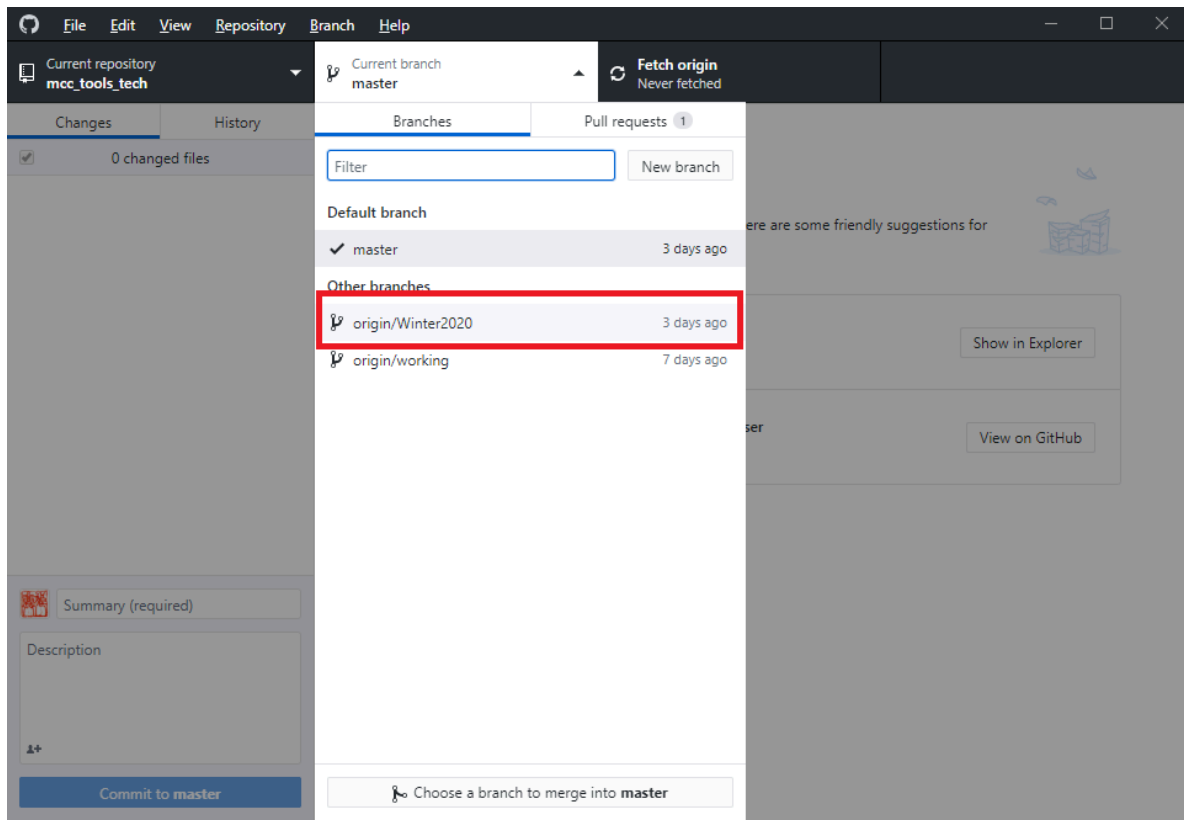 File Edit View Repository Branch Help
Current repository
mcc_tools_tech
Current branch
master
Fetch origin
Never fetched
Changes History
0 changed files
Branches Pull requests 1
Filter
New branch
Default branch
master 3 days ago
Other branches
origin/Winter2020 3 days ago
origin/working 7 days ago
ere are some friendly suggestions for
Show in Explorer
ser
View on GitHub
Summary (required)
Description
Commit to master
Choose a branch to merge into master